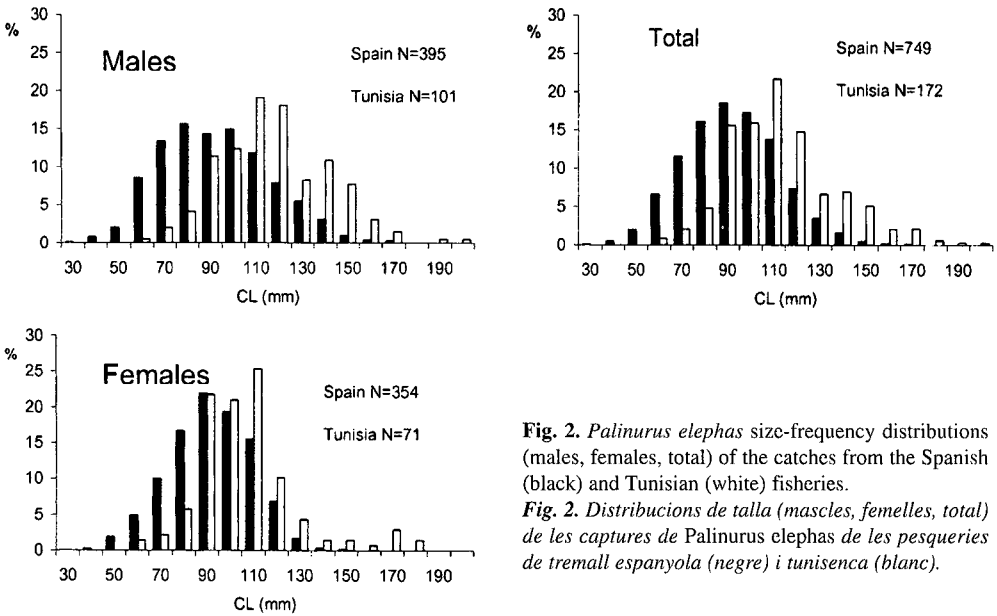 %
30
25
20
15
10
5
0
Males
Spain N=395
Tunisia N=101
30 50 70 90 110 130 150 170 190
CL (mm)
%
30
25
20
15
10
5
0
Total
Spain N=749
Tunisia N=172
30 50 70 90 110 130 150 170 190
CL (mm)
%
30
25
20
15
10
5
0
Females
Spain N=354
Tunisia N=71
30 50 70 90 110 130 150 170 190
CL (mm)
Fig. 2. Palinurus elephas size-frequency distributions
(males, females, total) of the catches from the Spanish
(black) and Tunisian (white) fisheries.
Fig. 2. Distribucions de talla (mascles, femelles, total)
de les captures de Palinurus elephas de les pesqueries
de tremall espanyola (negre) i tunisenca (blanc).